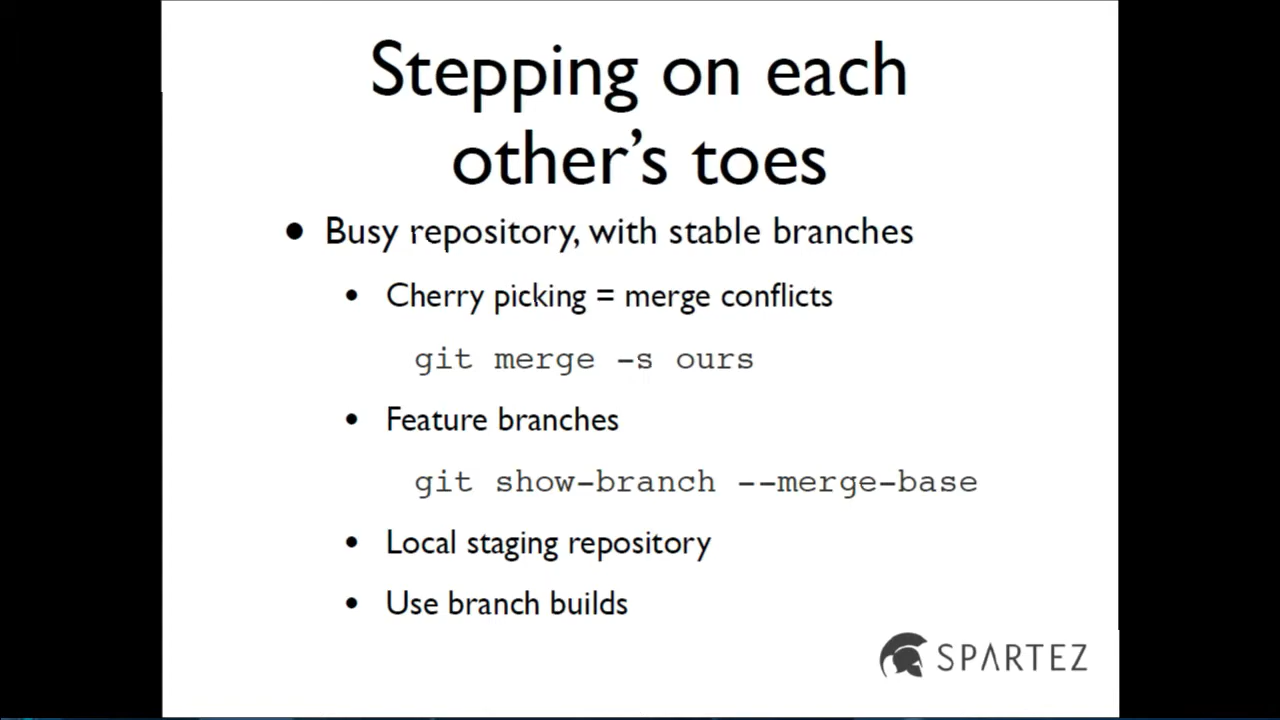 Stepping on each
other's toes
• Busy repository, with stable branches
• Cherry picking = merge conflicts
git merge -s ours
• Feature branches
git show-branch --merge-base
• Local staging repository
• Use branch builds
SPARTEZ